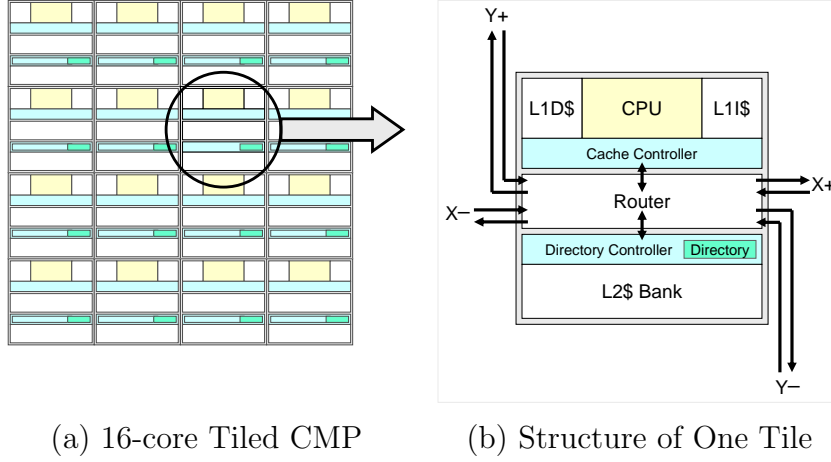 Y+
L1D$ CPU L1I$
Cache Controller
X+
Router
X−
Directory Controller Directory
L2$ Bank
Y−
(a) 16-core Tiled CMP (b) Structure of One Tile